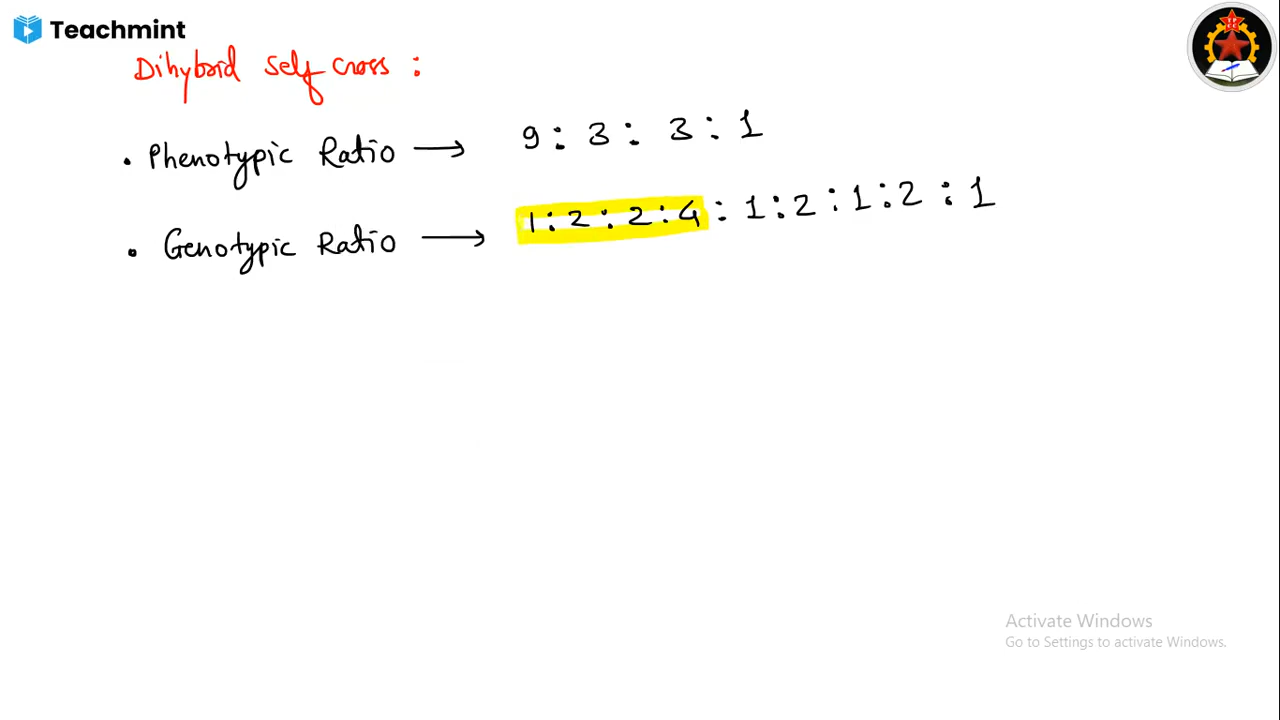 Teachmint
Dihybrid self cross :
• Phenotypic Ratio → 9 : 3 : 3 : 1
• Genotypic Ratio → 1 : 2 : 2 : 4 : 1 : 2 : 1 : 2 : 1
Activate Windows
Go to Settings to activate Windows.